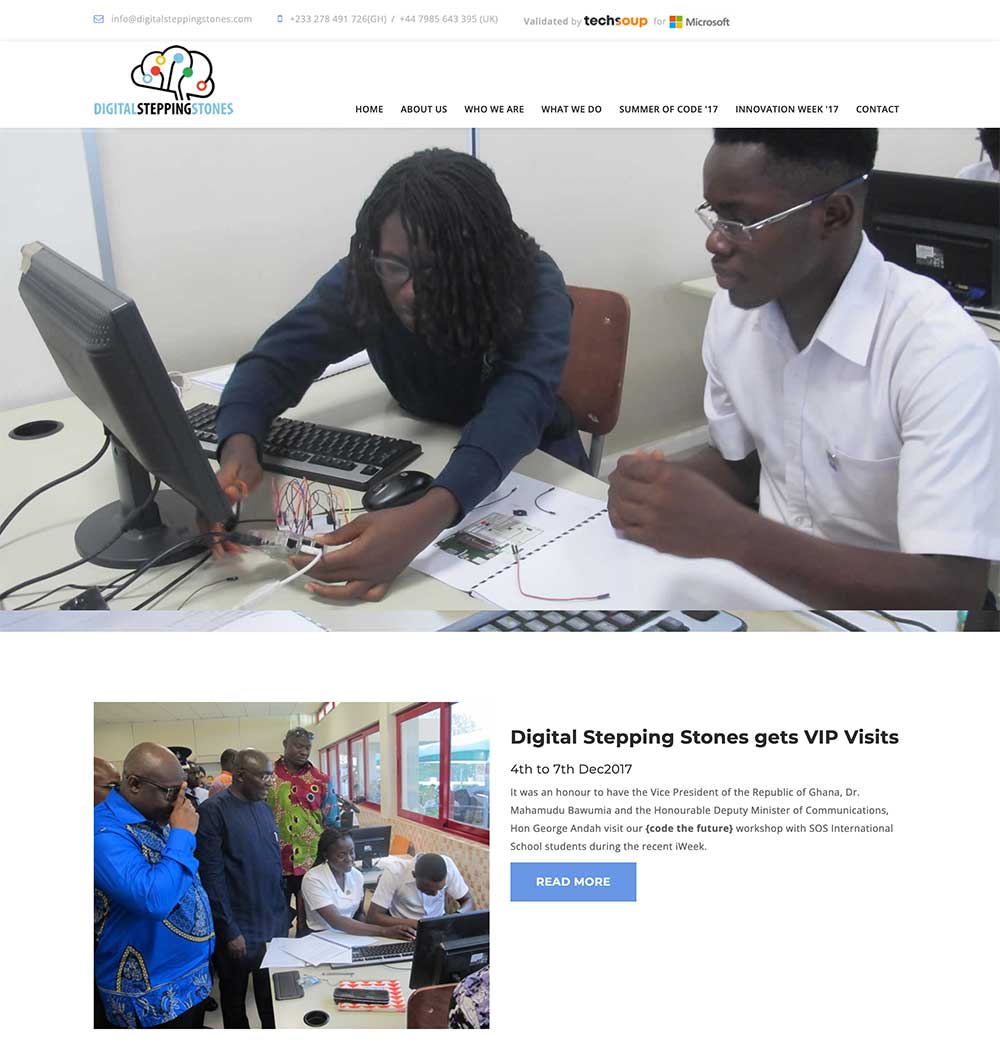 info@digitalsteppingstones.com
+233 278 491 726(GH) / +44 7985 643 395 (UK)
Validated by techsoup for Microsoft
DIGITALSTEPPINGSTONES
HOME ABOUT US WHO WE ARE WHAT WE DO SUMMER OF CODE '17 INNOVATION WEEK '17 CONTACT
Digital Stepping Stones gets VIP Visits
4th to 7th Dec2017
It was an honour to have the Vice President of the Republic of Ghana, Dr.
Mahamudu Bawumia and the Honourable Deputy Minister of Communications,
Hon George Andah visit our {code the future} workshop with SOS International
School students during the recent iWeek.
READ MORE